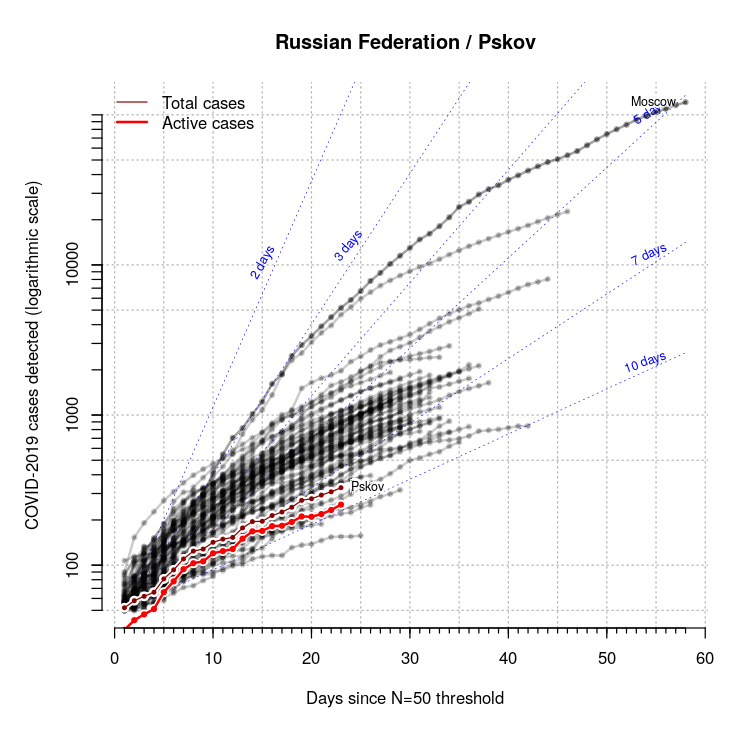 Russian Federation / Pskov
Total cases
Active cases
Moscow
5 days
2 days
3 days
7 days
10 days
Pskov
COVID-2019 cases detected (logarithmic scale)
10000
1000
100
0 10 20 30 40 50 60
Days since N=50 threshold